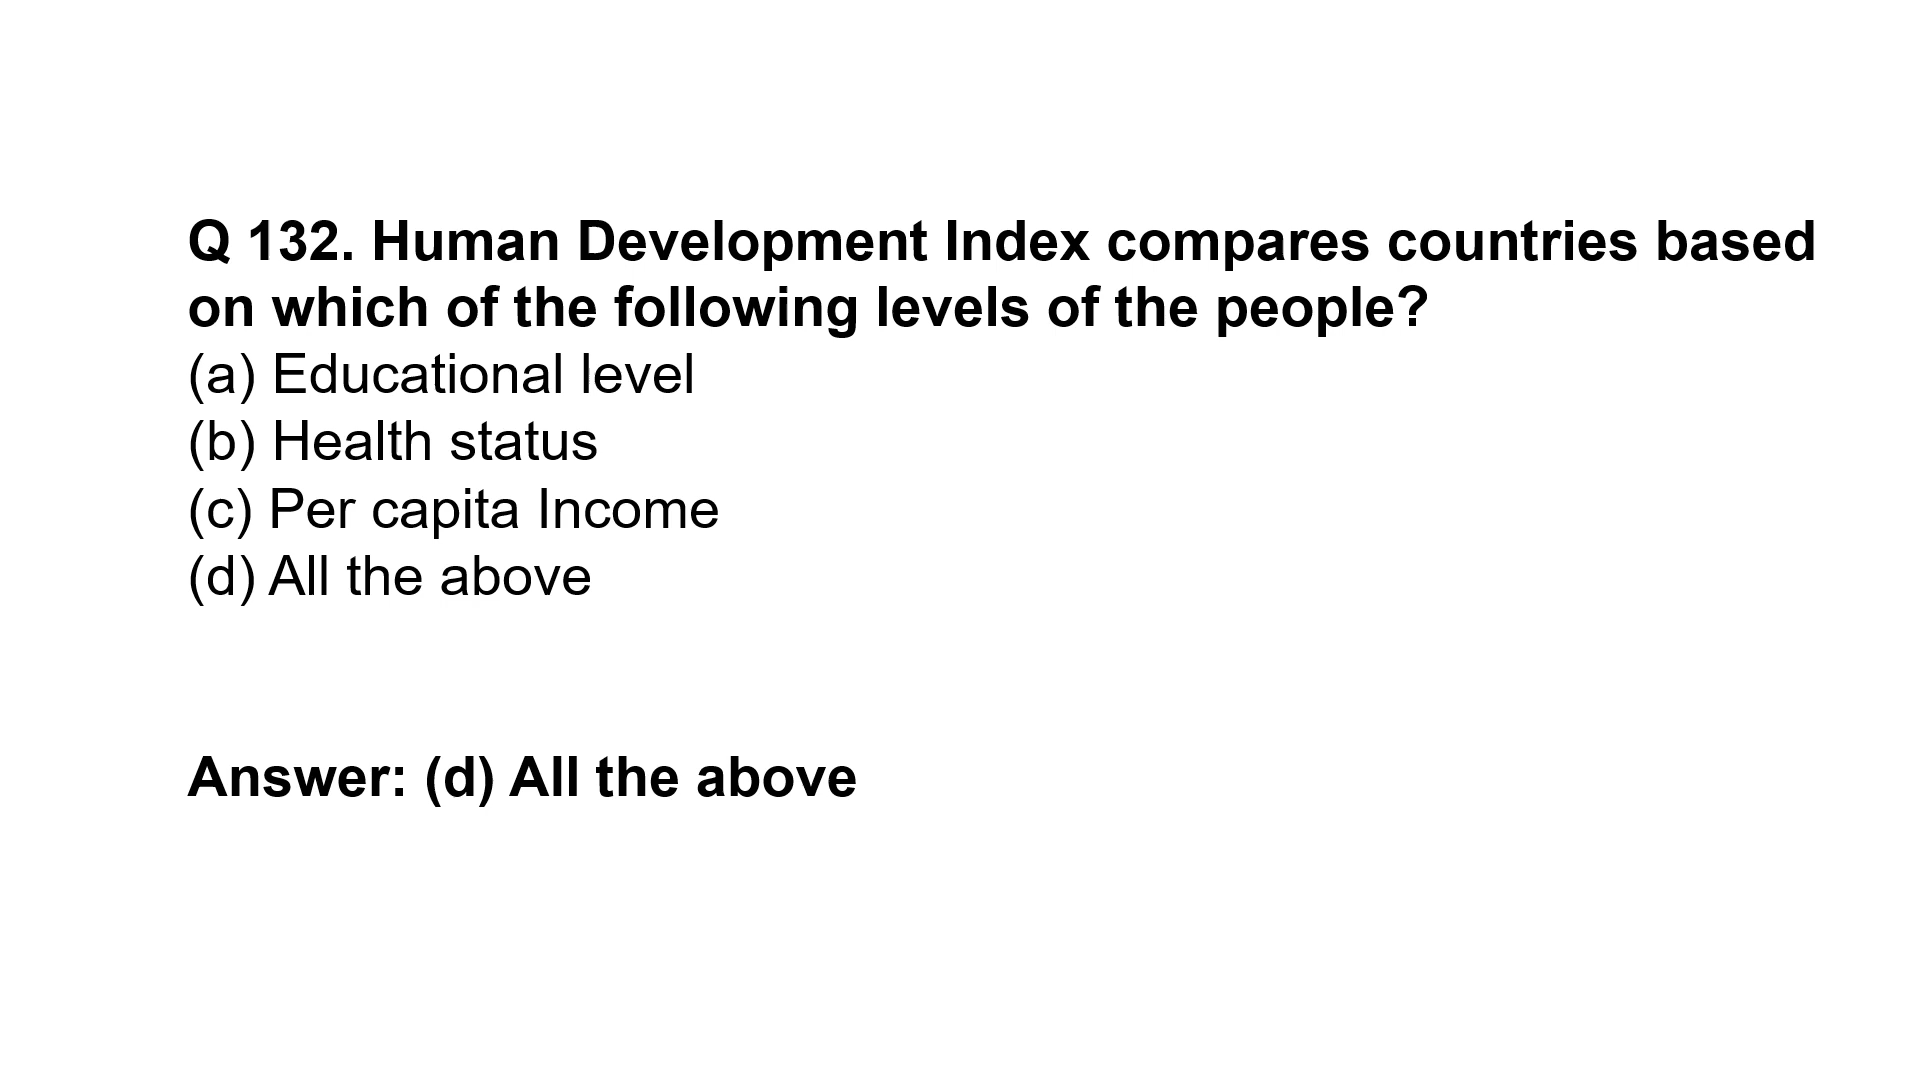 Q 132. Human Development Index compares countries based
on which of the following levels of the people?
(a) Educational level
(b) Health status
(c) Per capita Income
(d) All the above
Answer: (d) All the above